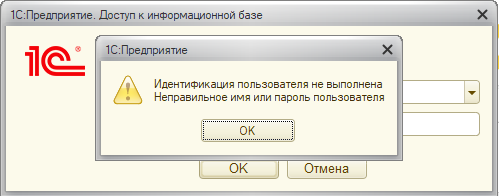 1С:Предприятие. Доступ к информационной базе
1С®
1С:Предприятие
Идентификация пользователя не выполнена
Неправильное имя или пароль пользователя
OK
OK
Отмена